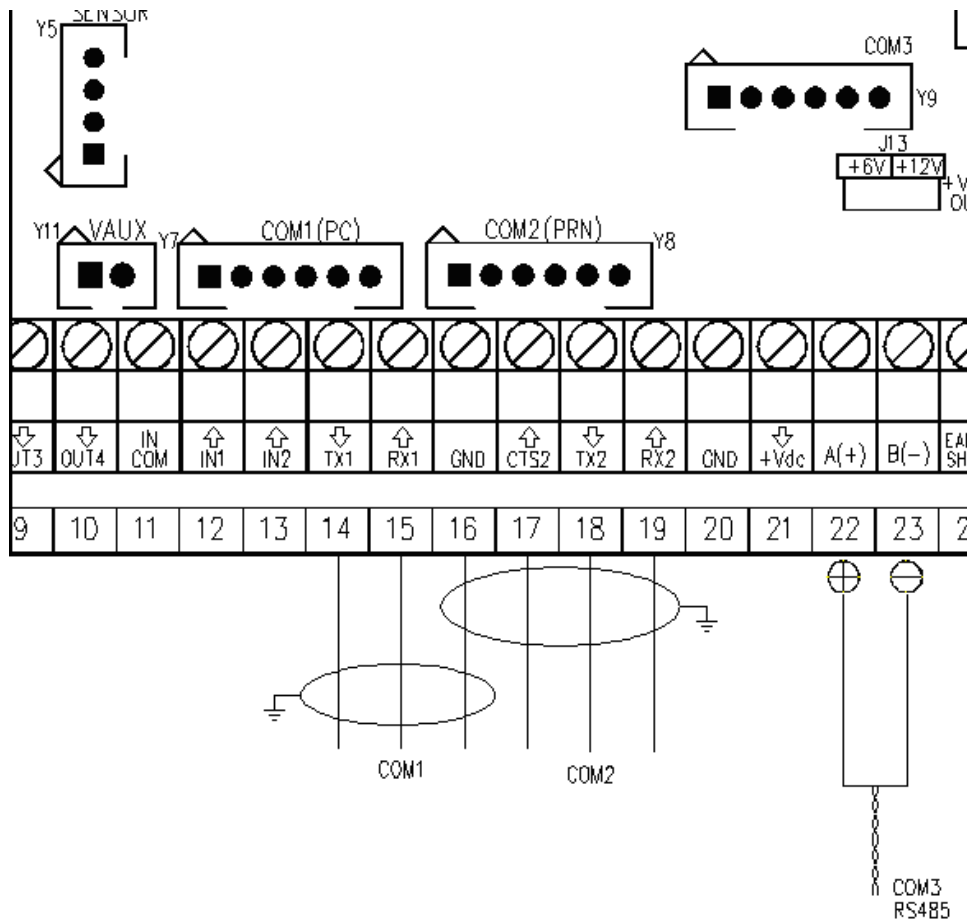 SENSOR
Y5
COM3
Y9
J13
+6V +12V
Y11 VAUX
Y7 COM1(PC)
COM2(PRN) Y8
OUT4
IN COM
IN1
IN2
TX1
RX1
GND
CTS2
TX2
RX2
GND
+Vdc
A(+)
B(-)
9 10 11 12 13 14 15 16 17 18 19 20 21 22 23
COM1
COM2
COM3
RS485